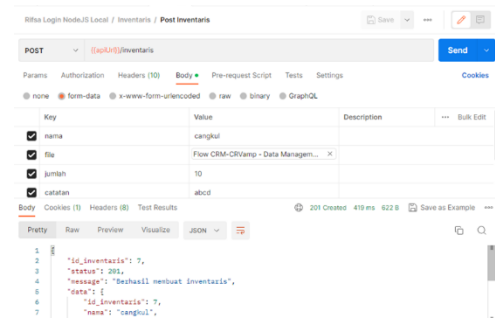 Rifso Login NodeJS Local / Inventaris / Post Inventaris
Save
POST {{apiUrl}}/inventaris Send
Params Authorization Headers (10) Body Pre-request Script Tests Settings Cookies
none form-data x-www-form-urlencoded raw binary GraphQL
Key Value Description Bulk Edit
nama cangkul
file Flow CRM-CRVamp - Data Managem...
jumlah 10
catatan abcd
Body Cookies (1) Headers (8) Test Results 201 Created 419 ms 622 B Save as Example
Pretty Raw Preview Visualize JSON
1 {
2 "id_inventaris": 7,
3 "status": 201,
4 "message": "Berhasil membuat inventaris",
5 "data": {
6 "id_inventaris": 7,
7 "nama": "cangkul",